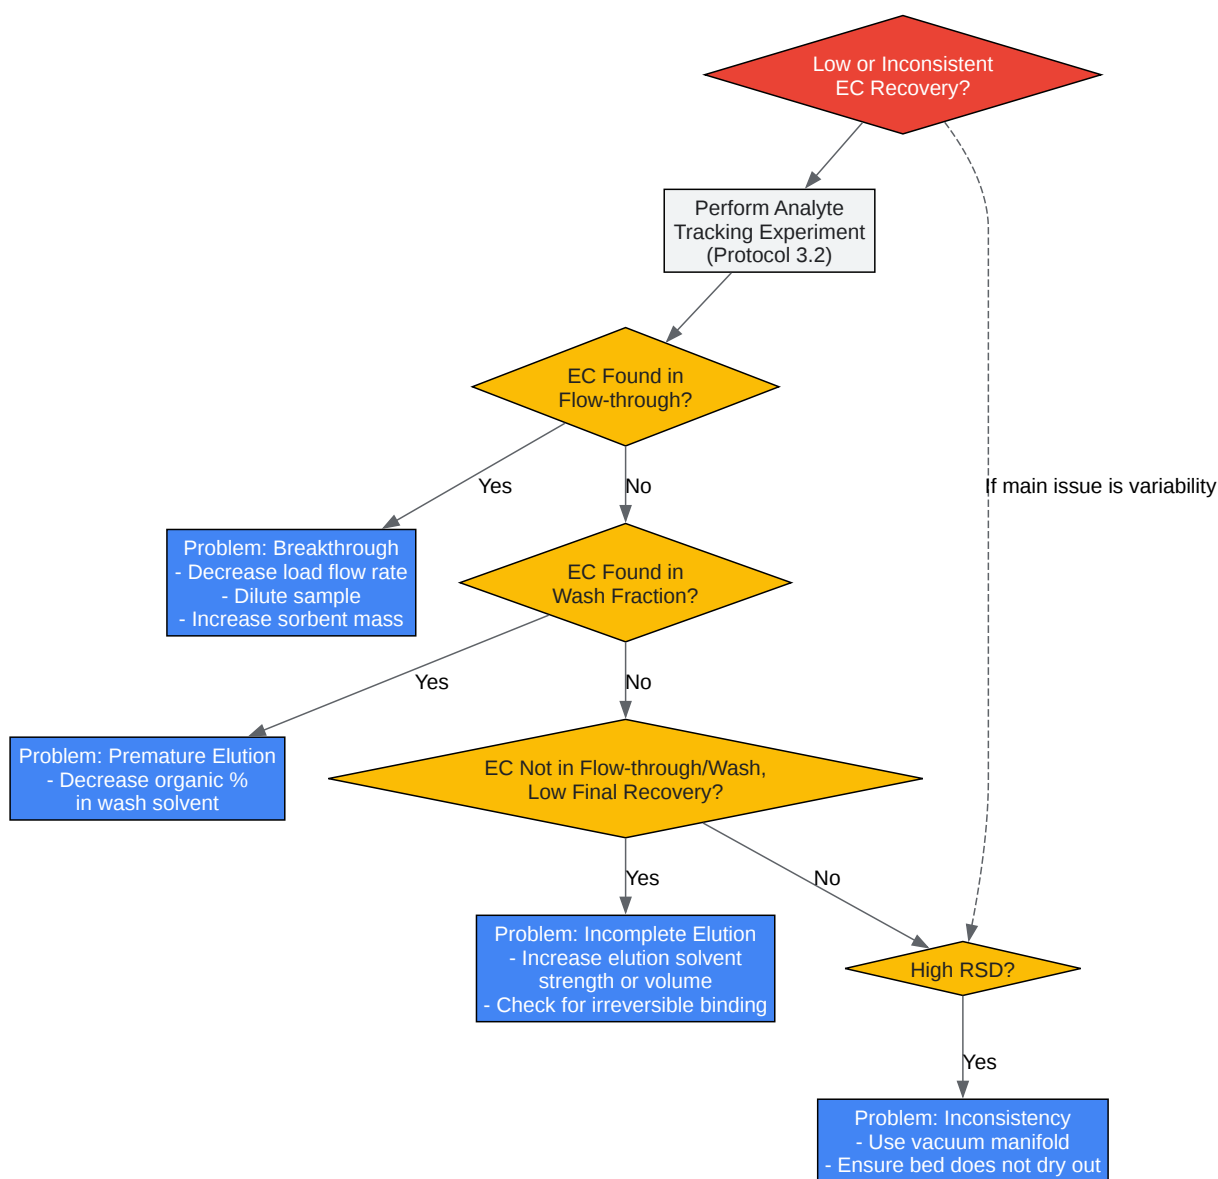 Low or Inconsistent
EC Recovery?
Perform Analyte
Tracking Experiment
(Protocol 3.2)
EC Found in
Flow-through?
Yes
No
If main issue is variability
Problem: Breakthrough
- Decrease load flow rate
- Dilute sample
- Increase sorbent mass
EC Found in
Wash Fraction?
Yes
No
Problem: Premature Elution
- Decrease organic %
in wash solvent
EC Not in Flow-through/Wash,
Low Final Recovery?
Yes
No
Problem: Incomplete Elution
- Increase elution solvent
strength or volume
- Check for irreversible binding
High RSD?
Yes
Problem: Inconsistency
- Use vacuum manifold
- Ensure bed does not dry out